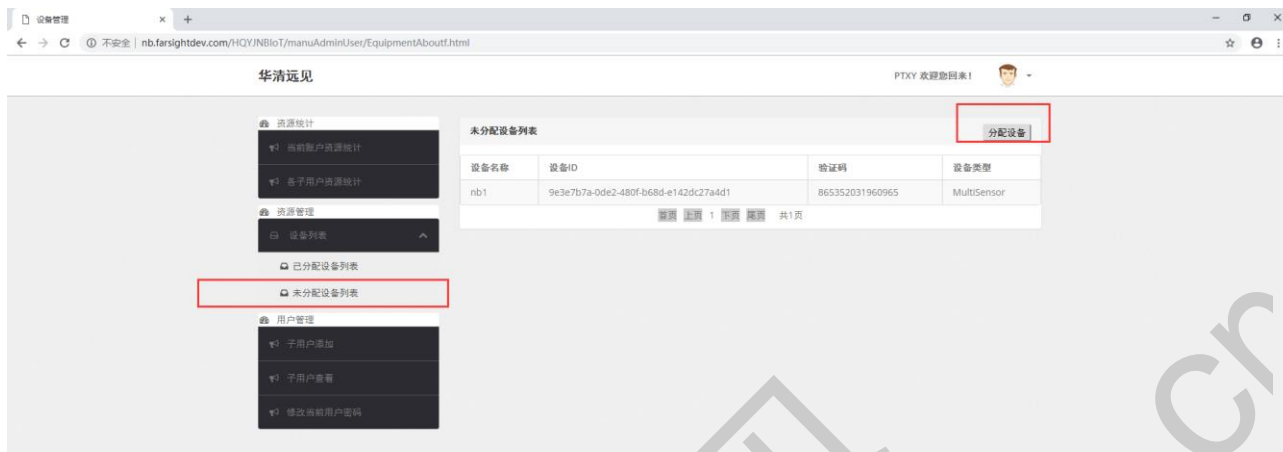 设备管理
不安全 | nb.farsightdev.com/HQYJNBIoT/manuAdminUser/EquipmentAboutf.html
华清远见
PTXY 欢迎您回来!
资源统计
当前账户资源统计
各子用户资源统计
资源管理
设备列表
已分配设备列表
未分配设备列表
用户管理
子用户添加
子用户查看
修改当前用户密码
未分配设备列表
分配设备
设备名称 设备ID 验证码 设备类型
nb1 9e3e7b7a-0de2-480f-b68d-e142dc27a4d1 865352031960965 MultiSensor
首页 上页 1 下页 尾页 共1页